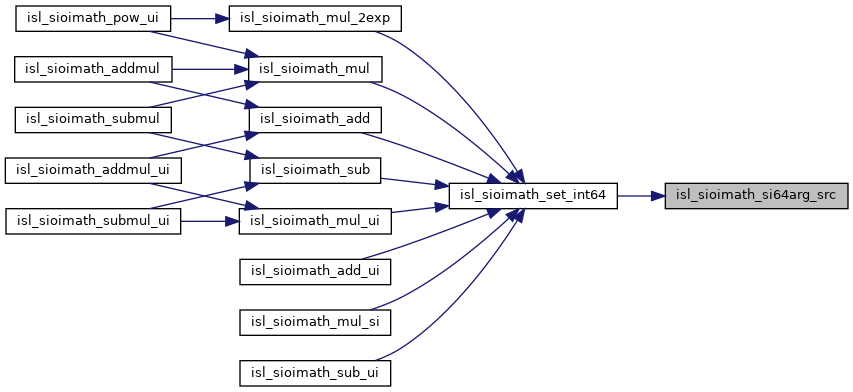 isl_sioimath_pow_ui
isl_sioimath_mul_2exp
isl_sioimath_addmul
isl_sioimath_mul
isl_sioimath_submul
isl_sioimath_add
isl_sioimath_addmul_ui
isl_sioimath_sub
isl_sioimath_set_int64
isl_sioimath_si64arg_src
isl_sioimath_submul_ui
isl_sioimath_mul_ui
isl_sioimath_add_ui
isl_sioimath_mul_si
isl_sioimath_sub_ui